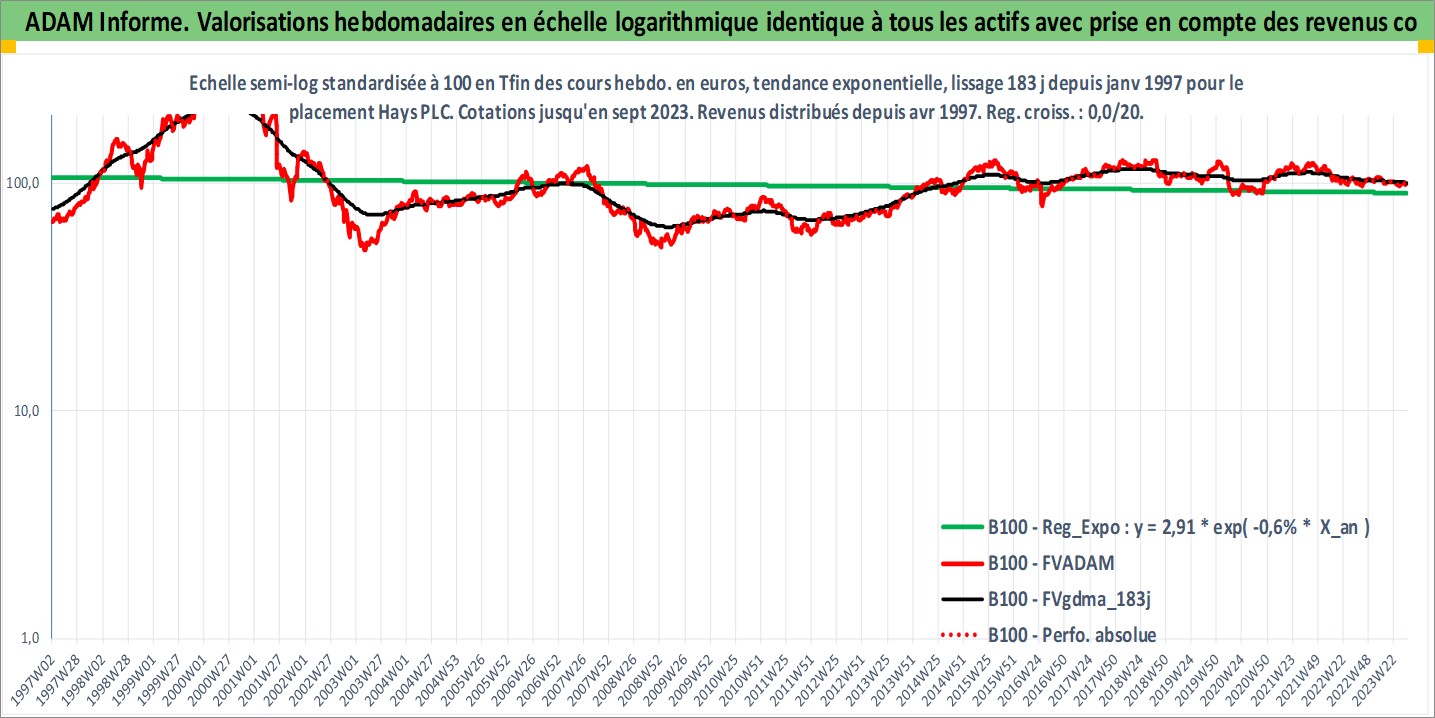 ADAM Informe. Valorisations hebdomadaires en échelle logarithmique identique à tous les actifs avec prise en compte des revenus co
Echelle semi-log standardisée à 100 en Tfin des cours hebdo. en euros, tendance exponentielle, lissage 183 j depuis janv 1997 pour le
placement Hays PLC. Cotations jusqu'en sept 2023. Revenus distribués depuis avr 1997. Reg. croiss. : 0,0/20.
100,0
10,0
1,0
B100 - Reg_Expo : y = 2,91 * exp( -0,6% * X_an )
B100 - FVADAM
B100 - FVgdma_183j
B100 - Perfo. absolue
1997W02
1997W28
1998W02
1998W28
1999W01
1999W27
2000W01
2000W27
2001W01
2001W27
2002W01
2002W27
2003W01
2003W27
2004W01
2004W27
2004W53
2005W26
2005W52
2006W26
2006W52
2007W26
2007W52
2008W26
2008W52
2009W26
2009W52
2010W26
2010W51
2011W25
2011W51
2012W25
2012W51
2013W25
2013W51
2014W25
2014W51
2015W25
2015W51
2016W24
2016W50
2017W24
2017W50
2018W24
2018W50
2019W24
2019W50
2020W24
2020W50
2021W23
2021W49
2022W22
2022W48
2023W22